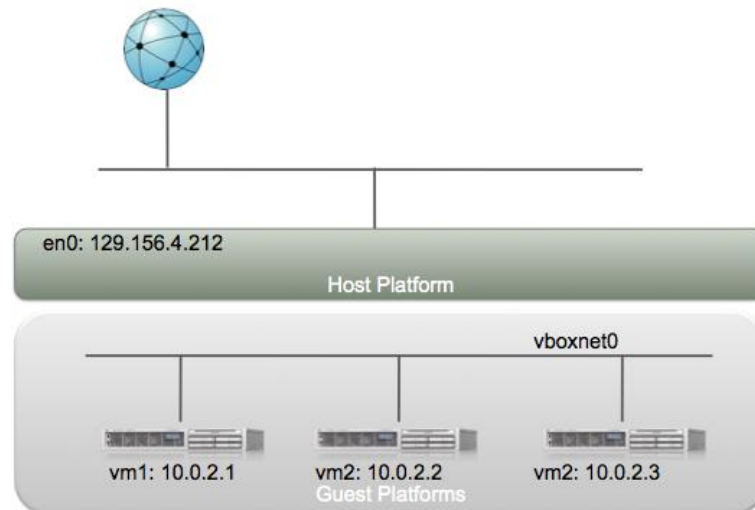 en0: 129.156.4.212
Host Platform
vboxnet0
vm1: 10.0.2.1
vm2: 10.0.2.2
vm2: 10.0.2.3
Guest Platforms